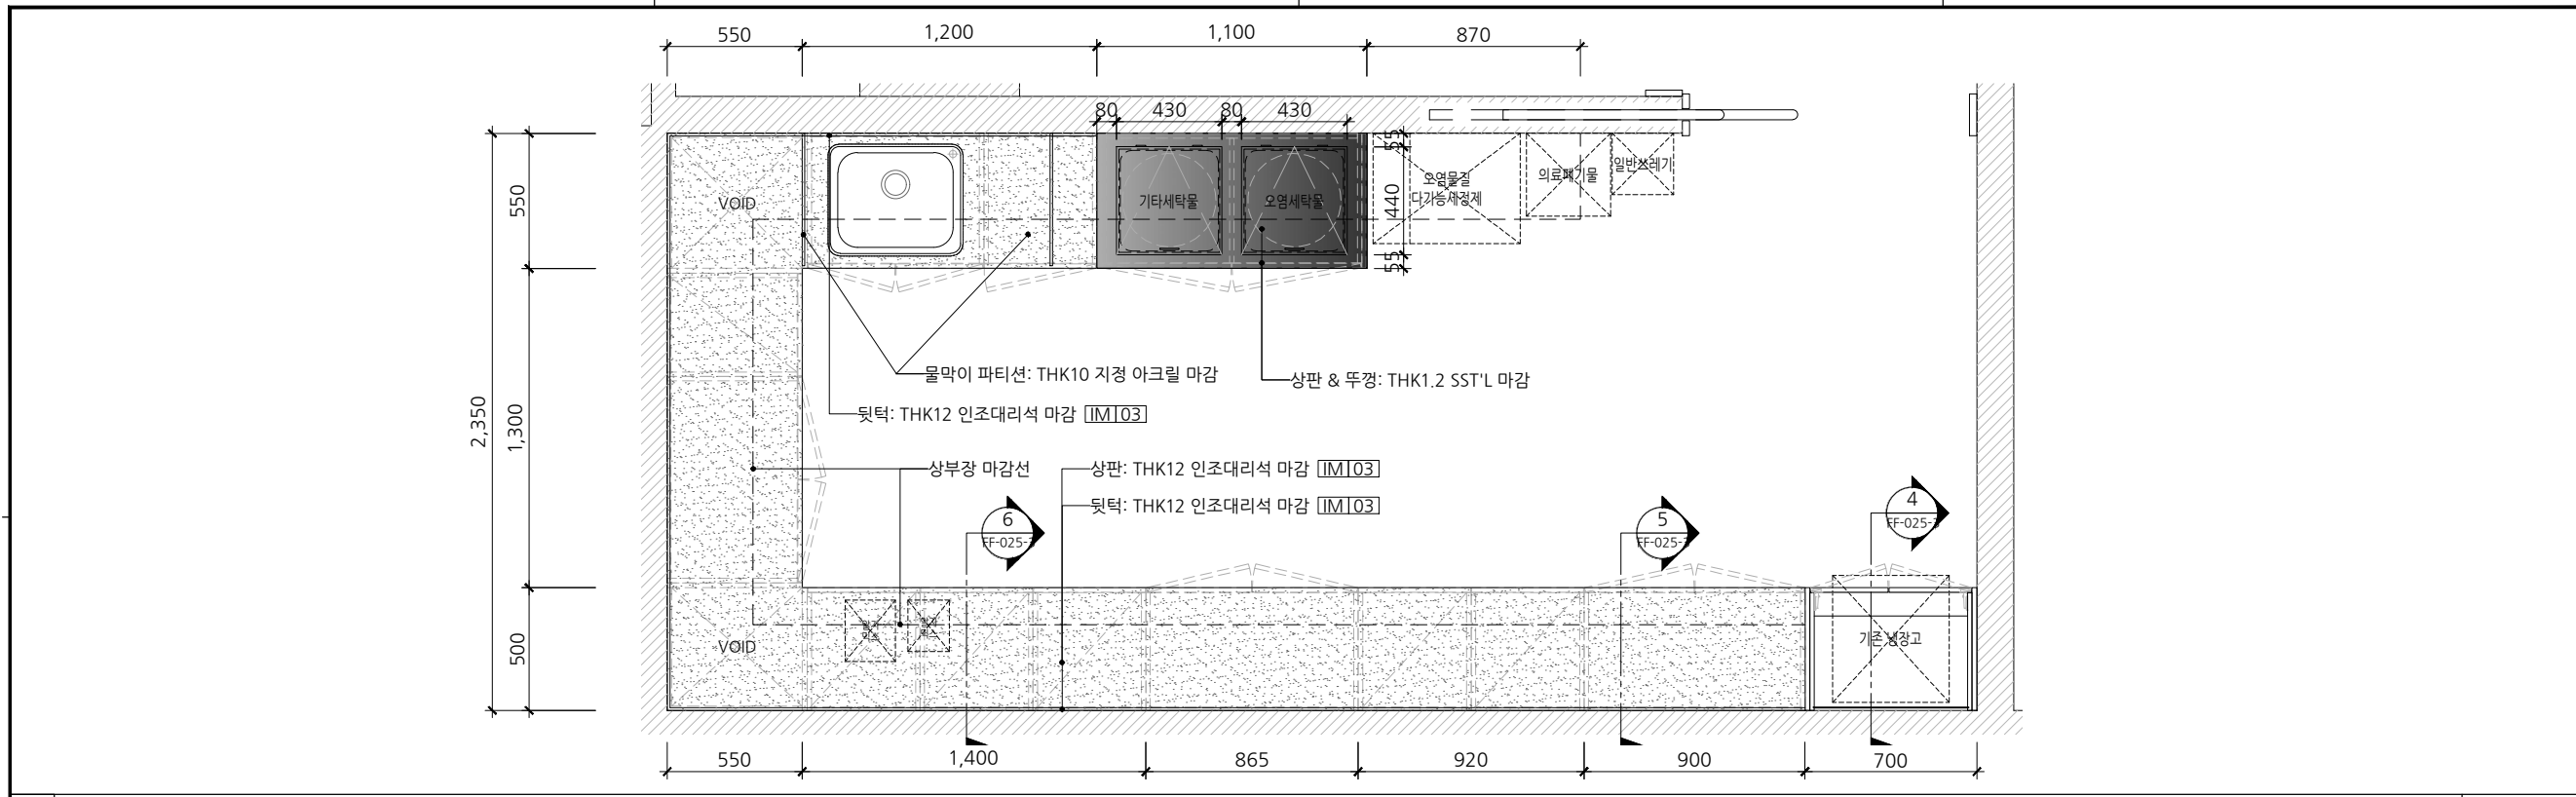 550 1,200 1,100 870
80 430 80 430
55
440
55
550
1,300
500
2,350
VOID
기타세탁물
오염세탁물
오염물질
다기능세정제
의료폐기물
일반쓰레기
물막이 파티션: THK10 지정 아크릴 마감
상판 & 뚜껑: THK1.2 SST'L 마감
뒷턱: THK12 인조대리석 마감 IM 03
상부장 마감선
상판: THK12 인조대리석 마감 IM 03
뒷턱: THK12 인조대리석 마감 IM 03
6
5
4
VOID
기존 냉장고
550 1,400 865 920 900 700